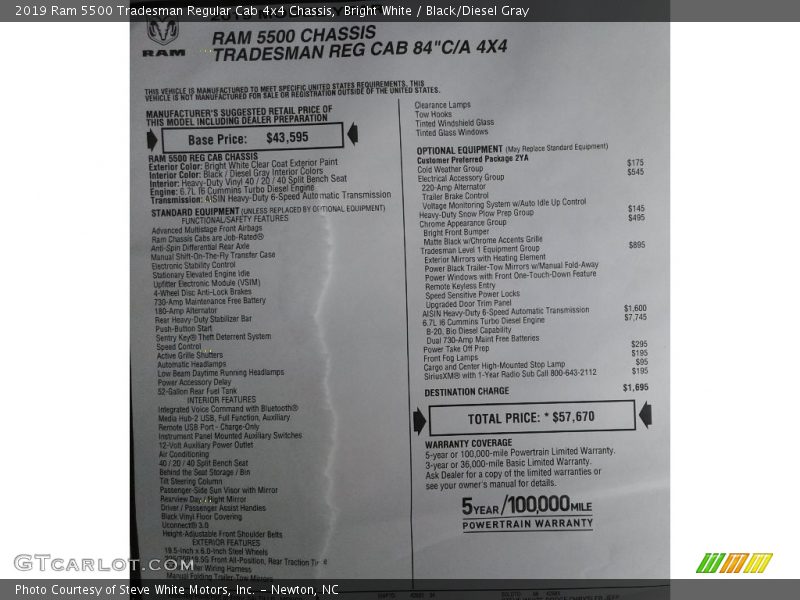 2019 Ram 5500 Tradesman Regular Cab 4x4 Chassis, Bright White / Black/Diesel Gray
RAM
RAM 5500 CHASSIS
TRADESMAN REG CAB 84"C/A 4X4
THIS VEHICLE IS MANUFACTURED TO MEET SPECIFIC UNITED STATES REQUIREMENTS. THIS
VEHICLE IS NOT MANUFACTURED FOR SALE OR REGISTRATION OUTSIDE OF THE UNITED STATES.
MANUFACTURER'S SUGGESTED RETAIL PRICE OF
THIS MODEL INCLUDING DEALER PREPARATION
Base Price: $43,595
RAM 5500 REG CAB CHASSIS
Exterior Color: Bright White Clear Coat Exterior Paint
Interior Color: Black / Diesel Gray Interior Colors
Interior: Heavy-Duty Vinyl 40 / 20 / 40 Split Bench Seat
Engine: 6.7L I6 Cummins Turbo Diesel Engine
Transmission: AISIN Heavy-Duty 6-Speed Automatic Transmission
STANDARD EQUIPMENT (UNLESS REPLACED BY OPTIONAL EQUIPMENT)
FUNCTIONAL/SAFETY FEATURES
Advanced Multistage Front Airbags
Ram Chassis Cabs are Job-Rated®
Anti-Spin Differential Rear Axle
Manual Shift-On-The-Fly Transfer Case
Electronic Stability Control
Stationary Elevated Engine Idle
Upfitter Electronic Module (VSIM)
4-Wheel Disc Anti-Lock Brakes
730-Amp Maintenance Free Battery
180-Amp Alternator
Rear Heavy-Duty Stabilizer Bar
Push-Button Start
Sentry Key® Theft Deterrent System
Speed Control
Active Grille Shutters
Automatic Headlamps
Low Beam Daytime Running Headlamps
Power Accessory Delay
52-Gallon Rear Fuel Tank
INTERIOR FEATURES
Integrated Voice Command with Bluetooth®
Media Hub-2 USB, Full Function, Auxiliary
Remote USB Port - Charge-Only
Instrument Panel Mounted Auxiliary Switches
12-Volt Auxiliary Power Outlet
Air Conditioning
40 / 20 / 40 Split Bench Seat
Behind the Seat Storage / Bin
Tilt Steering Column
Passenger-Side Sun Visor with Mirror
Rearview Day / Night Mirror
Driver / Passenger Assist Handles
Black Vinyl Floor Covering
Uconnect® 3.0
Height-Adjustable Front Shoulder Belts
EXTERIOR FEATURES
19.5-Inch x 6.0-Inch Steel Wheels
Front All-Position, Rear Traction
Wiring Harness
Manual Folding Trailer-Tow Mirrors
Clearance Lamps
Tow Hooks
Tinted Windshield Glass
Tinted Glass Windows
OPTIONAL EQUIPMENT (May Replace Standard Equipment)
Customer Preferred Package 2YA
Cold Weather Group $175
Electrical Accessory Group $545
220-Amp Alternator
Trailer Brake Control
Voltage Monitoring System w/Auto Idle Up Control
Heavy-Duty Snow Plow Prep Group $145
Chrome Appearance Group $495
Bright Front Bumper
Matte Black w/Chrome Accents Grille
Tradesman Level 1 Equipment Group $895
Exterior Mirrors with Heating Element
Power Black Trailer-Tow Mirrors w/Manual Fold-Away
Power Windows with Front One-Touch-Down Feature
Remote Keyless Entry
Speed Sensitive Power Locks
Upgraded Door Trim Panel
AISIN Heavy-Duty 6-Speed Automatic Transmission $1,600
6.7L I6 Cummins Turbo Diesel Engine $7,745
B-20, Bio Diesel Capability
Dual 730-Amp Maint Free Batteries
Power Take Off Prep $295
Front Fog Lamps $195
Cargo and Center High-Mounted Stop Lamp $95
SiriusXM® with 1-Year Radio Sub Call 800-643-2112 $195
DESTINATION CHARGE $1,695
TOTAL PRICE: * $57,670
WARRANTY COVERAGE
5-year or 100,000-mile Powertrain Limited Warranty.
3-year or 36,000-mile Basic Limited Warranty.
Ask Dealer for a copy of the limited warranties or
see your owner's manual for details.
5YEAR/100,000MILE
POWERTRAIN WARRANTY
GTCarLot.com
Photo Courtesy of Steve White Motors, Inc. – Newton, NC